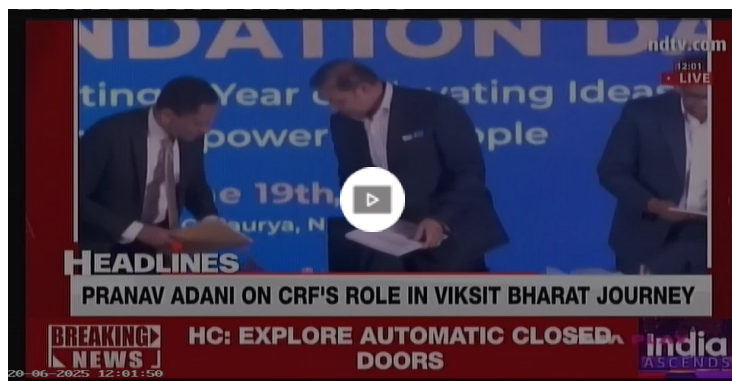 NDATION DA
ndtv.com
12:01
LIVE
ting Year vating Ideas
power ople
e 19th,
aurya, N
HEADLINES
PRANAV ADANI ON CRF'S ROLE IN VIKSIT BHARAT JOURNEY
BREAKING NEWS
HC: EXPLORE AUTOMATIC CLOSED
DOORS
india
ASCENDS
20-06-2025 12:01:50